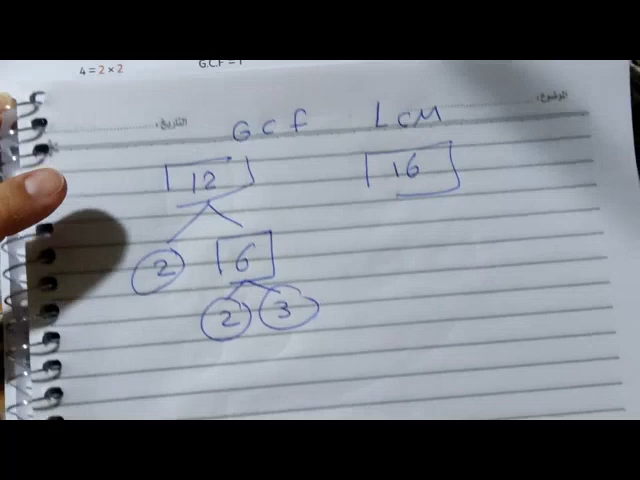 4 = 2 × 2
G.C.F = 1
الموضوع:
التاريخ:
GCF LCM
12 16
2 6
2 3